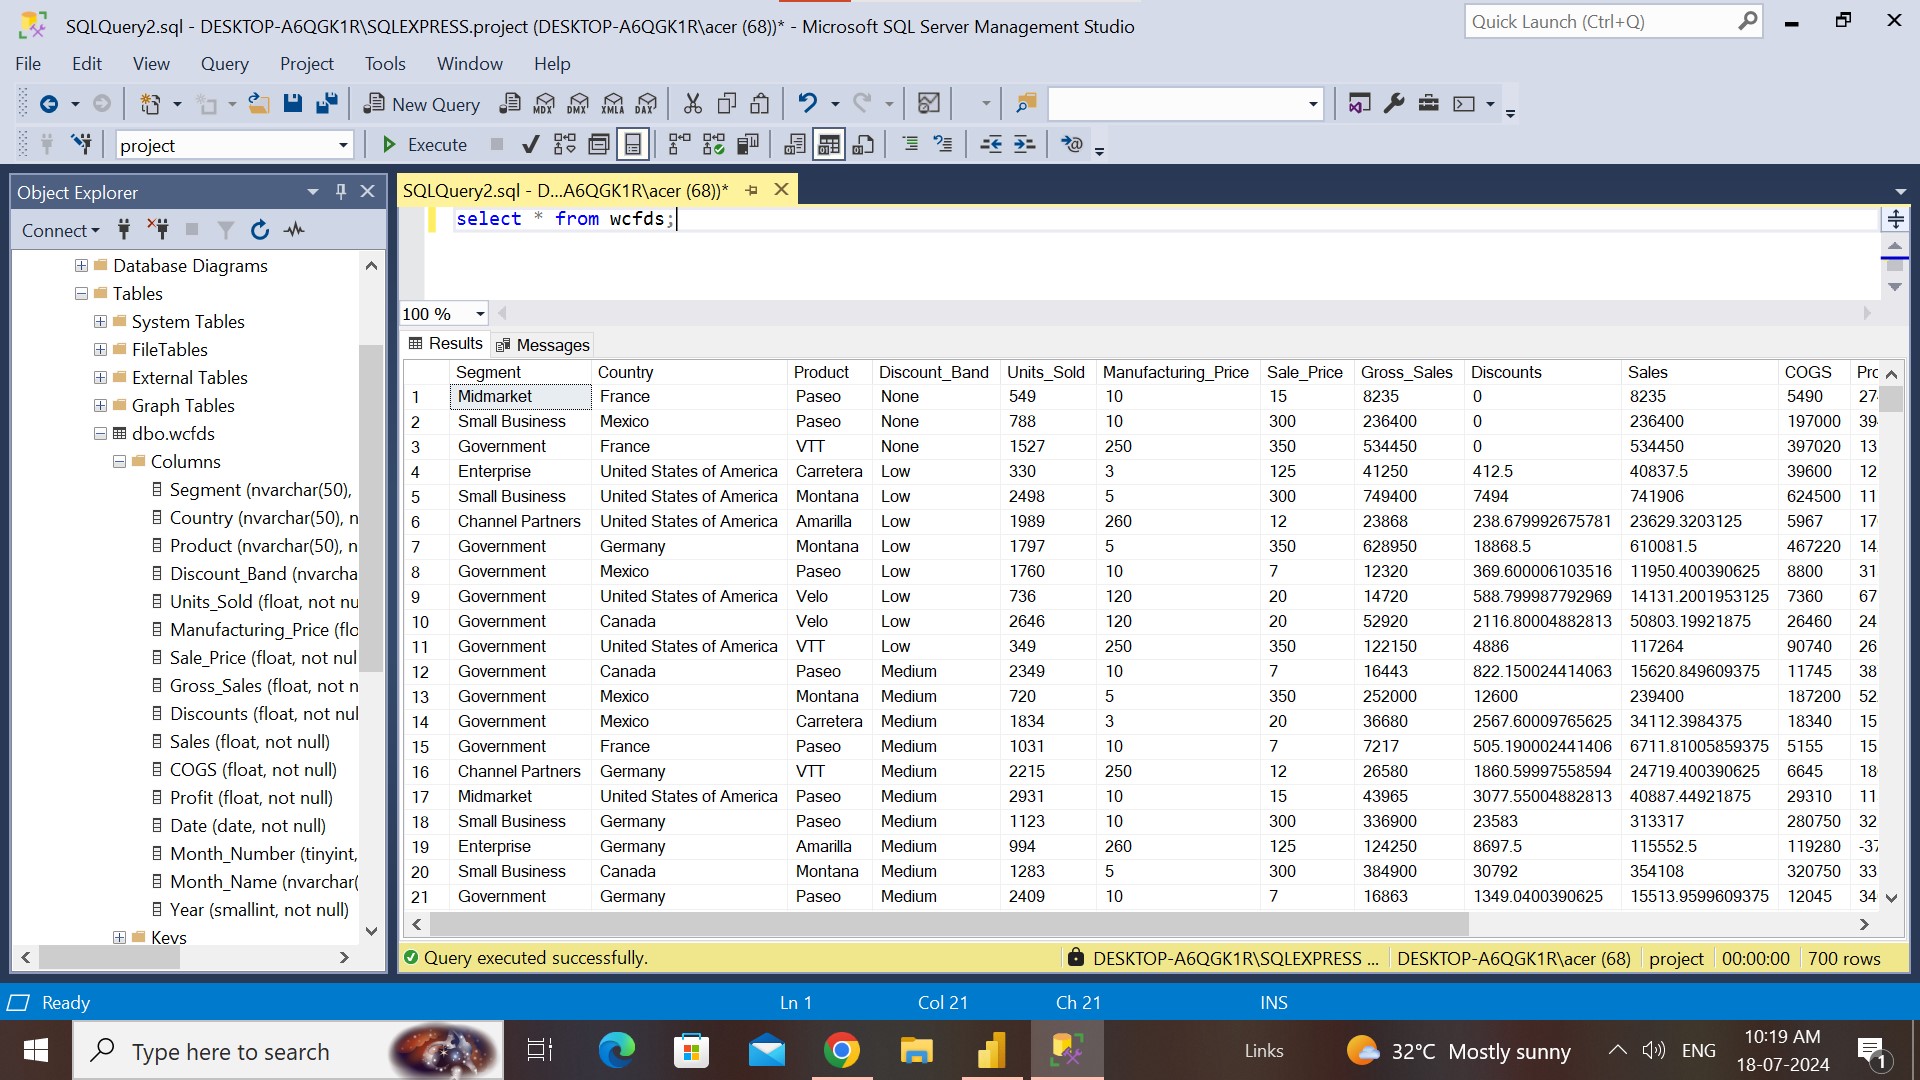 SQLQuery2.sql - DESKTOP-A6QGK1R\SQLEXPRESS.project (DESKTOP-A6QGK1R\acer (68))* - Microsoft SQL Server Management Studio
Quick Launch (Ctrl+Q)
File Edit View Query Project Tools Window Help
New Query MDX DMX XMLA DAX
project Execute
Object Explorer
SQLQuery2.sql - D...A6QGK1R\acer (68))*
Connect
select * from wcfds;
Database Diagrams
Tables
System Tables
FileTables
External Tables
Graph Tables
dbo.wcfds
Columns
Segment (nvarchar(50),
Country (nvarchar(50), n
Product (nvarchar(50), n
Discount_Band (nvarcha
Units_Sold (float, not nu
Manufacturing_Price (flo
Sale_Price (float, not nul
Gross_Sales (float, not n
Discounts (float, not nul
Sales (float, not null)
COGS (float, not null)
Profit (float, not null)
Date (date, not null)
Month_Number (tinyint,
Month_Name (nvarchar(
Year (smallint, not null)
Keys
100 %
Results Messages
Segment Country Product Discount_Band Units_Sold Manufacturing_Price Sale_Price Gross_Sales Discounts Sales COGS Prc
1 Midmarket France Paseo None 549 10 15 8235 0 8235 5490 27
2 Small Business Mexico Paseo None 788 10 300 236400 0 236400 197000 39
3 Government France VTT None 1527 250 350 534450 0 534450 397020 13
4 Enterprise United States of America Carretera Low 330 3 125 41250 412.5 40837.5 39600 12
5 Small Business United States of America Montana Low 2498 5 300 749400 7494 741906 624500 11
6 Channel Partners United States of America Amarilla Low 1989 260 12 23868 238.679992675781 23629.3203125 5967 17
7 Government Germany Montana Low 1797 5 350 628950 18868.5 610081.5 467220 14
8 Government Mexico Paseo Low 1760 10 7 12320 369.600006103516 11950.400390625 8800 31
9 Government United States of America Velo Low 736 120 20 14720 588.799987792969 14131.2001953125 7360 67
10 Government Canada Velo Low 2646 120 20 52920 2116.80004882813 50803.19921875 26460 24
11 Government United States of America VTT Low 349 250 350 122150 4886 117264 90740 26
12 Government Canada Paseo Medium 2349 10 7 16443 822.150024414063 15620.849609375 11745 38
13 Government Mexico Montana Medium 720 5 350 252000 12600 239400 187200 52
14 Government Mexico Carretera Medium 1834 3 20 36680 2567.60009765625 34112.3984375 18340 15
15 Government France Paseo Medium 1031 10 7 7217 505.190002441406 6711.81005859375 5155 15
16 Channel Partners Germany VTT Medium 2215 250 12 26580 1860.59997558594 24719.400390625 6645 18
17 Midmarket United States of America Paseo Medium 2931 10 15 43965 3077.55004882813 40887.44921875 29310 11
18 Small Business Germany Paseo Medium 1123 10 300 336900 23583 313317 280750 32
19 Enterprise Germany Amarilla Medium 994 260 125 124250 8697.5 115552.5 119280 -37
20 Small Business Canada Montana Medium 1283 5 300 384900 30792 354108 320750 33
21 Government Germany Paseo Medium 2409 10 7 16863 1349.0400390625 15513.9599609375 12045 34
Query executed successfully. DESKTOP-A6QGK1R\SQLEXPRESS ... DESKTOP-A6QGK1R\acer (68) project 00:00:00 700 rows
Ready Ln 1 Col 21 Ch 21 INS
Type here to search Links 32°C Mostly sunny ENG 10:19 AM
18-07-2024 1